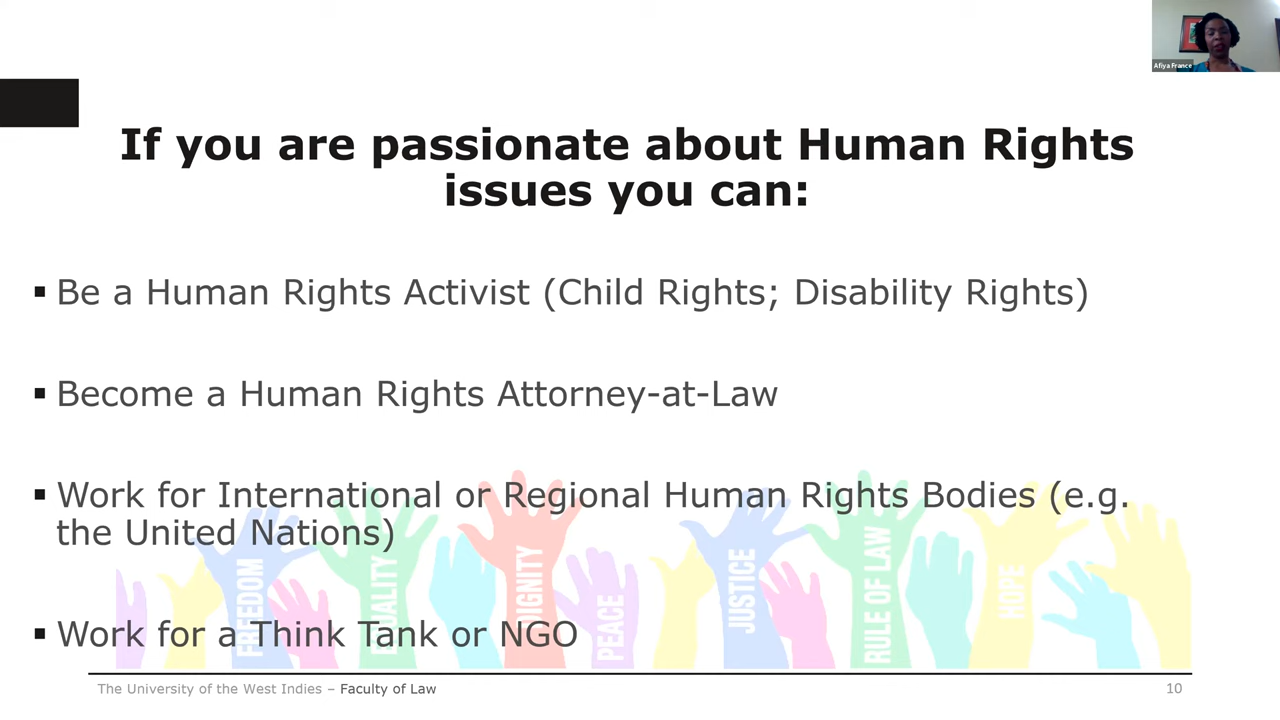 Afiya France
If you are passionate about Human Rights
issues you can:
▪ Be a Human Rights Activist (Child Rights; Disability Rights)
▪ Become a Human Rights Attorney-at-Law
▪ Work for International or Regional Human Rights Bodies (e.g.
the United Nations)
▪ Work for a Think Tank or NGO
FREEDOM
EQUALITY
DIGNITY
PEACE
JUSTICE
RULE OF LAW
HOPE
The University of the West Indies – Faculty of Law
10